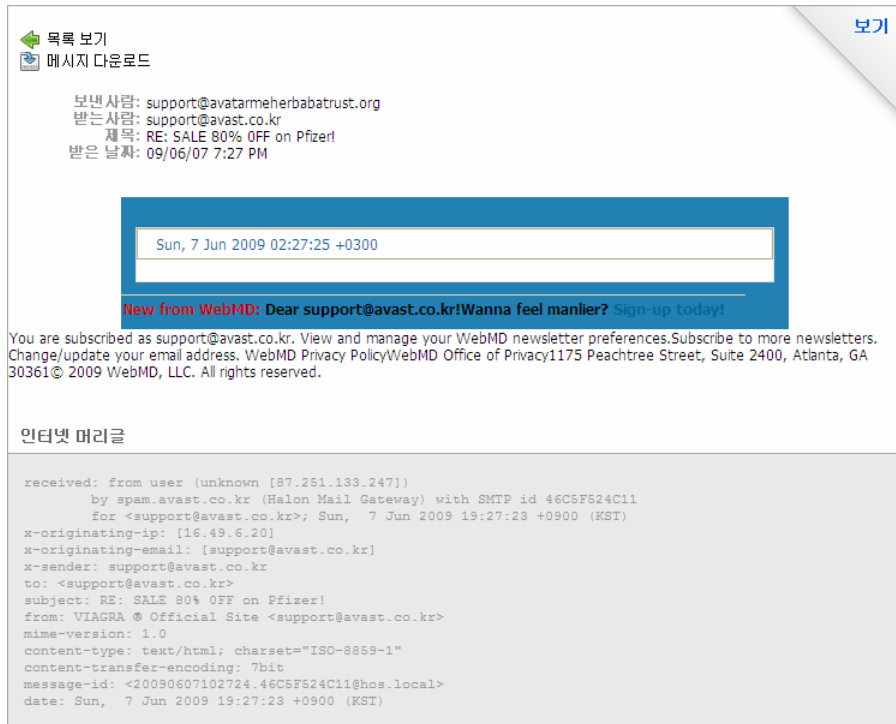 보기
목록 보기
메시지 다운로드
보낸 사람: support@avatarmeherbabatrust.org
받는 사람: support@avast.co.kr
제목: RE: SALE 80% 0FF on Pfizer!
받은 날짜: 09/06/07 7:27 PM
Sun, 7 Jun 2009 02:27:25 +0300
New from WebMD: Dear support@avast.co.kr!Wanna feel manlier? Sign-up today!
You are subscribed as support@avast.co.kr. View and manage your WebMD newsletter preferences.Subscribe to more newsletters.
Change/update your email address. WebMD Privacy PolicyWebMD Office of Privacy1175 Peachtree Street, Suite 2400, Atlanta, GA
30361© 2009 WebMD, LLC. All rights reserved.
인터넷 머리글
received: from user (unknown [87.251.133.247])
by spam.avast.co.kr (Halon Mail Gateway) with SMTP id 46C5F524C11
for <support@avast.co.kr>; Sun,  7 Jun 2009 19:27:23 +0900 (KST)
x-originating-ip: [16.49.6.20]
x-originating-email: [support@avast.co.kr]
x-sender: support@avast.co.kr
to: <support@avast.co.kr>
subject: RE: SALE 80% 0FF on Pfizer!
from: VIAGRA ® Official Site <support@avast.co.kr>
mime-version: 1.0
content-type: text/html; charset="ISO-8859-1"
content-transfer-encoding: 7bit
message-id: <20090607102724.46C5F524C11@hos.local>
date: Sun,  7 Jun 2009 19:27:23 +0900 (KST)